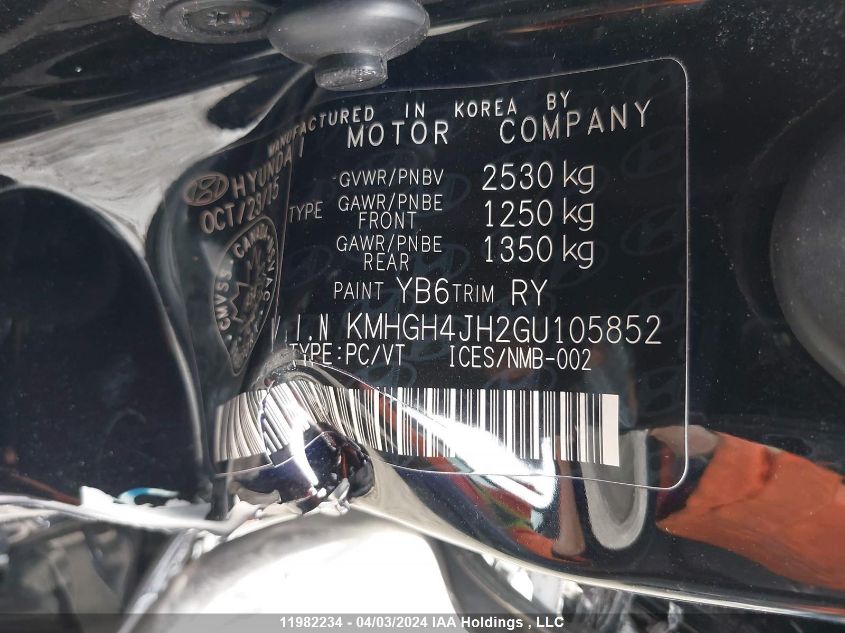 MANUFACTURED IN KOREA BY
HYUNDAI MOTOR COMPANY
OCT/23/15
GVWR/PNBV 2530 kg
TYPE GAWR/PNBE FRONT 1250 kg
GAWR/PNBE REAR 1350 kg
PAINT YB6 TRIM RY
V.I.N KMHGH4JH2GU105852
TYPE:PC/VT ICES/NMB-002
11982234 - 04/03/2024 IAA Holdings , LLC